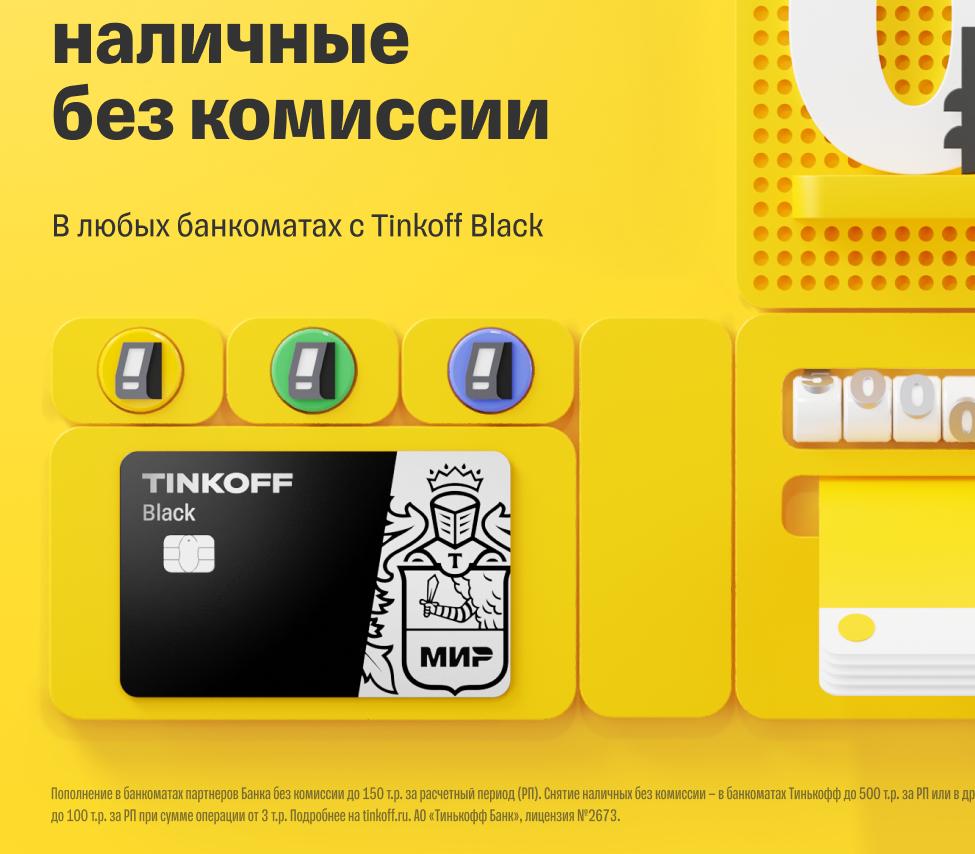 наличные
без комиссии
В любых банкоматах с Tinkoff Black
0 ₽
5000
TINKOFF
Black
T
МИР
Пополнение в банкоматах партнеров Банка без комиссии до 150 т.р. за расчетный период (РП). Снятие наличных без комиссии – в банкоматах Тинькофф до 500 т.р. за РП или в
до 100 т.р. за РП при сумме операции от 3 т.р. Подробнее на tinkoff.ru. АО «Тинькофф Банк», лицензия №2673.